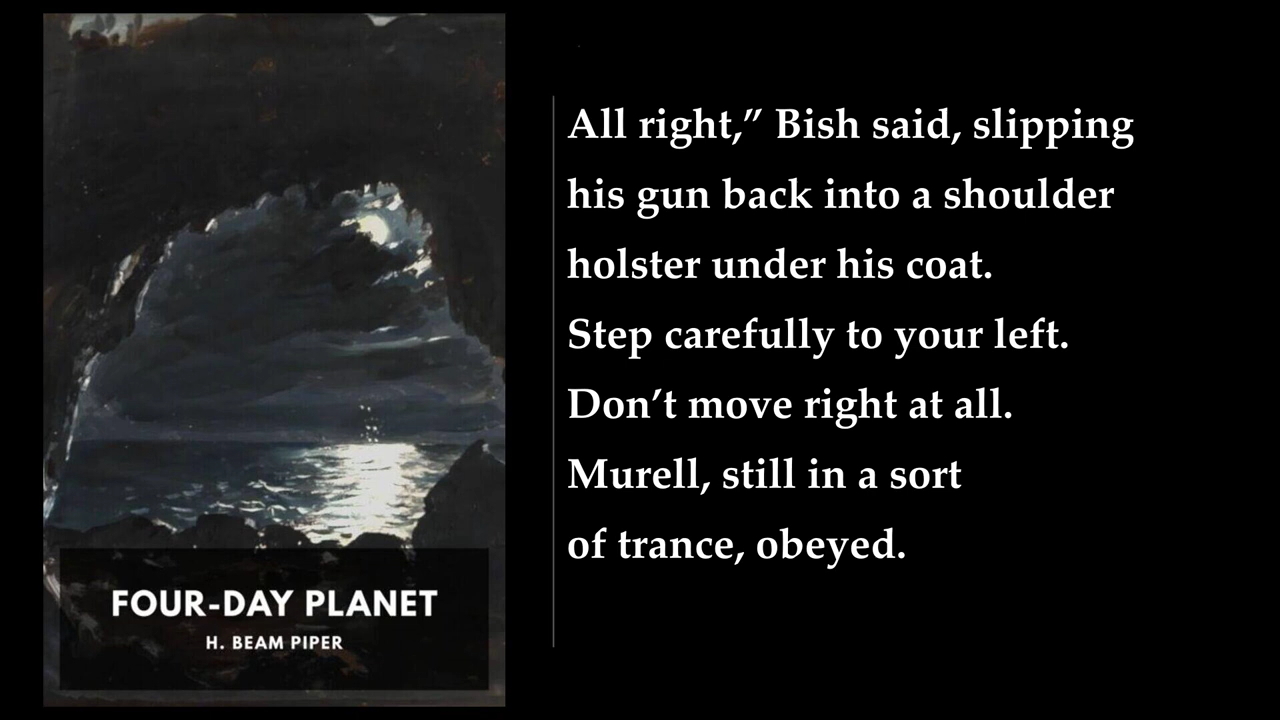 FOUR-DAY PLANET
H. BEAM PIPER
All right,” Bish said, slipping
his gun back into a shoulder
holster under his coat.
Step carefully to your left.
Don’t move right at all.
Murell, still in a sort
of trance, obeyed.